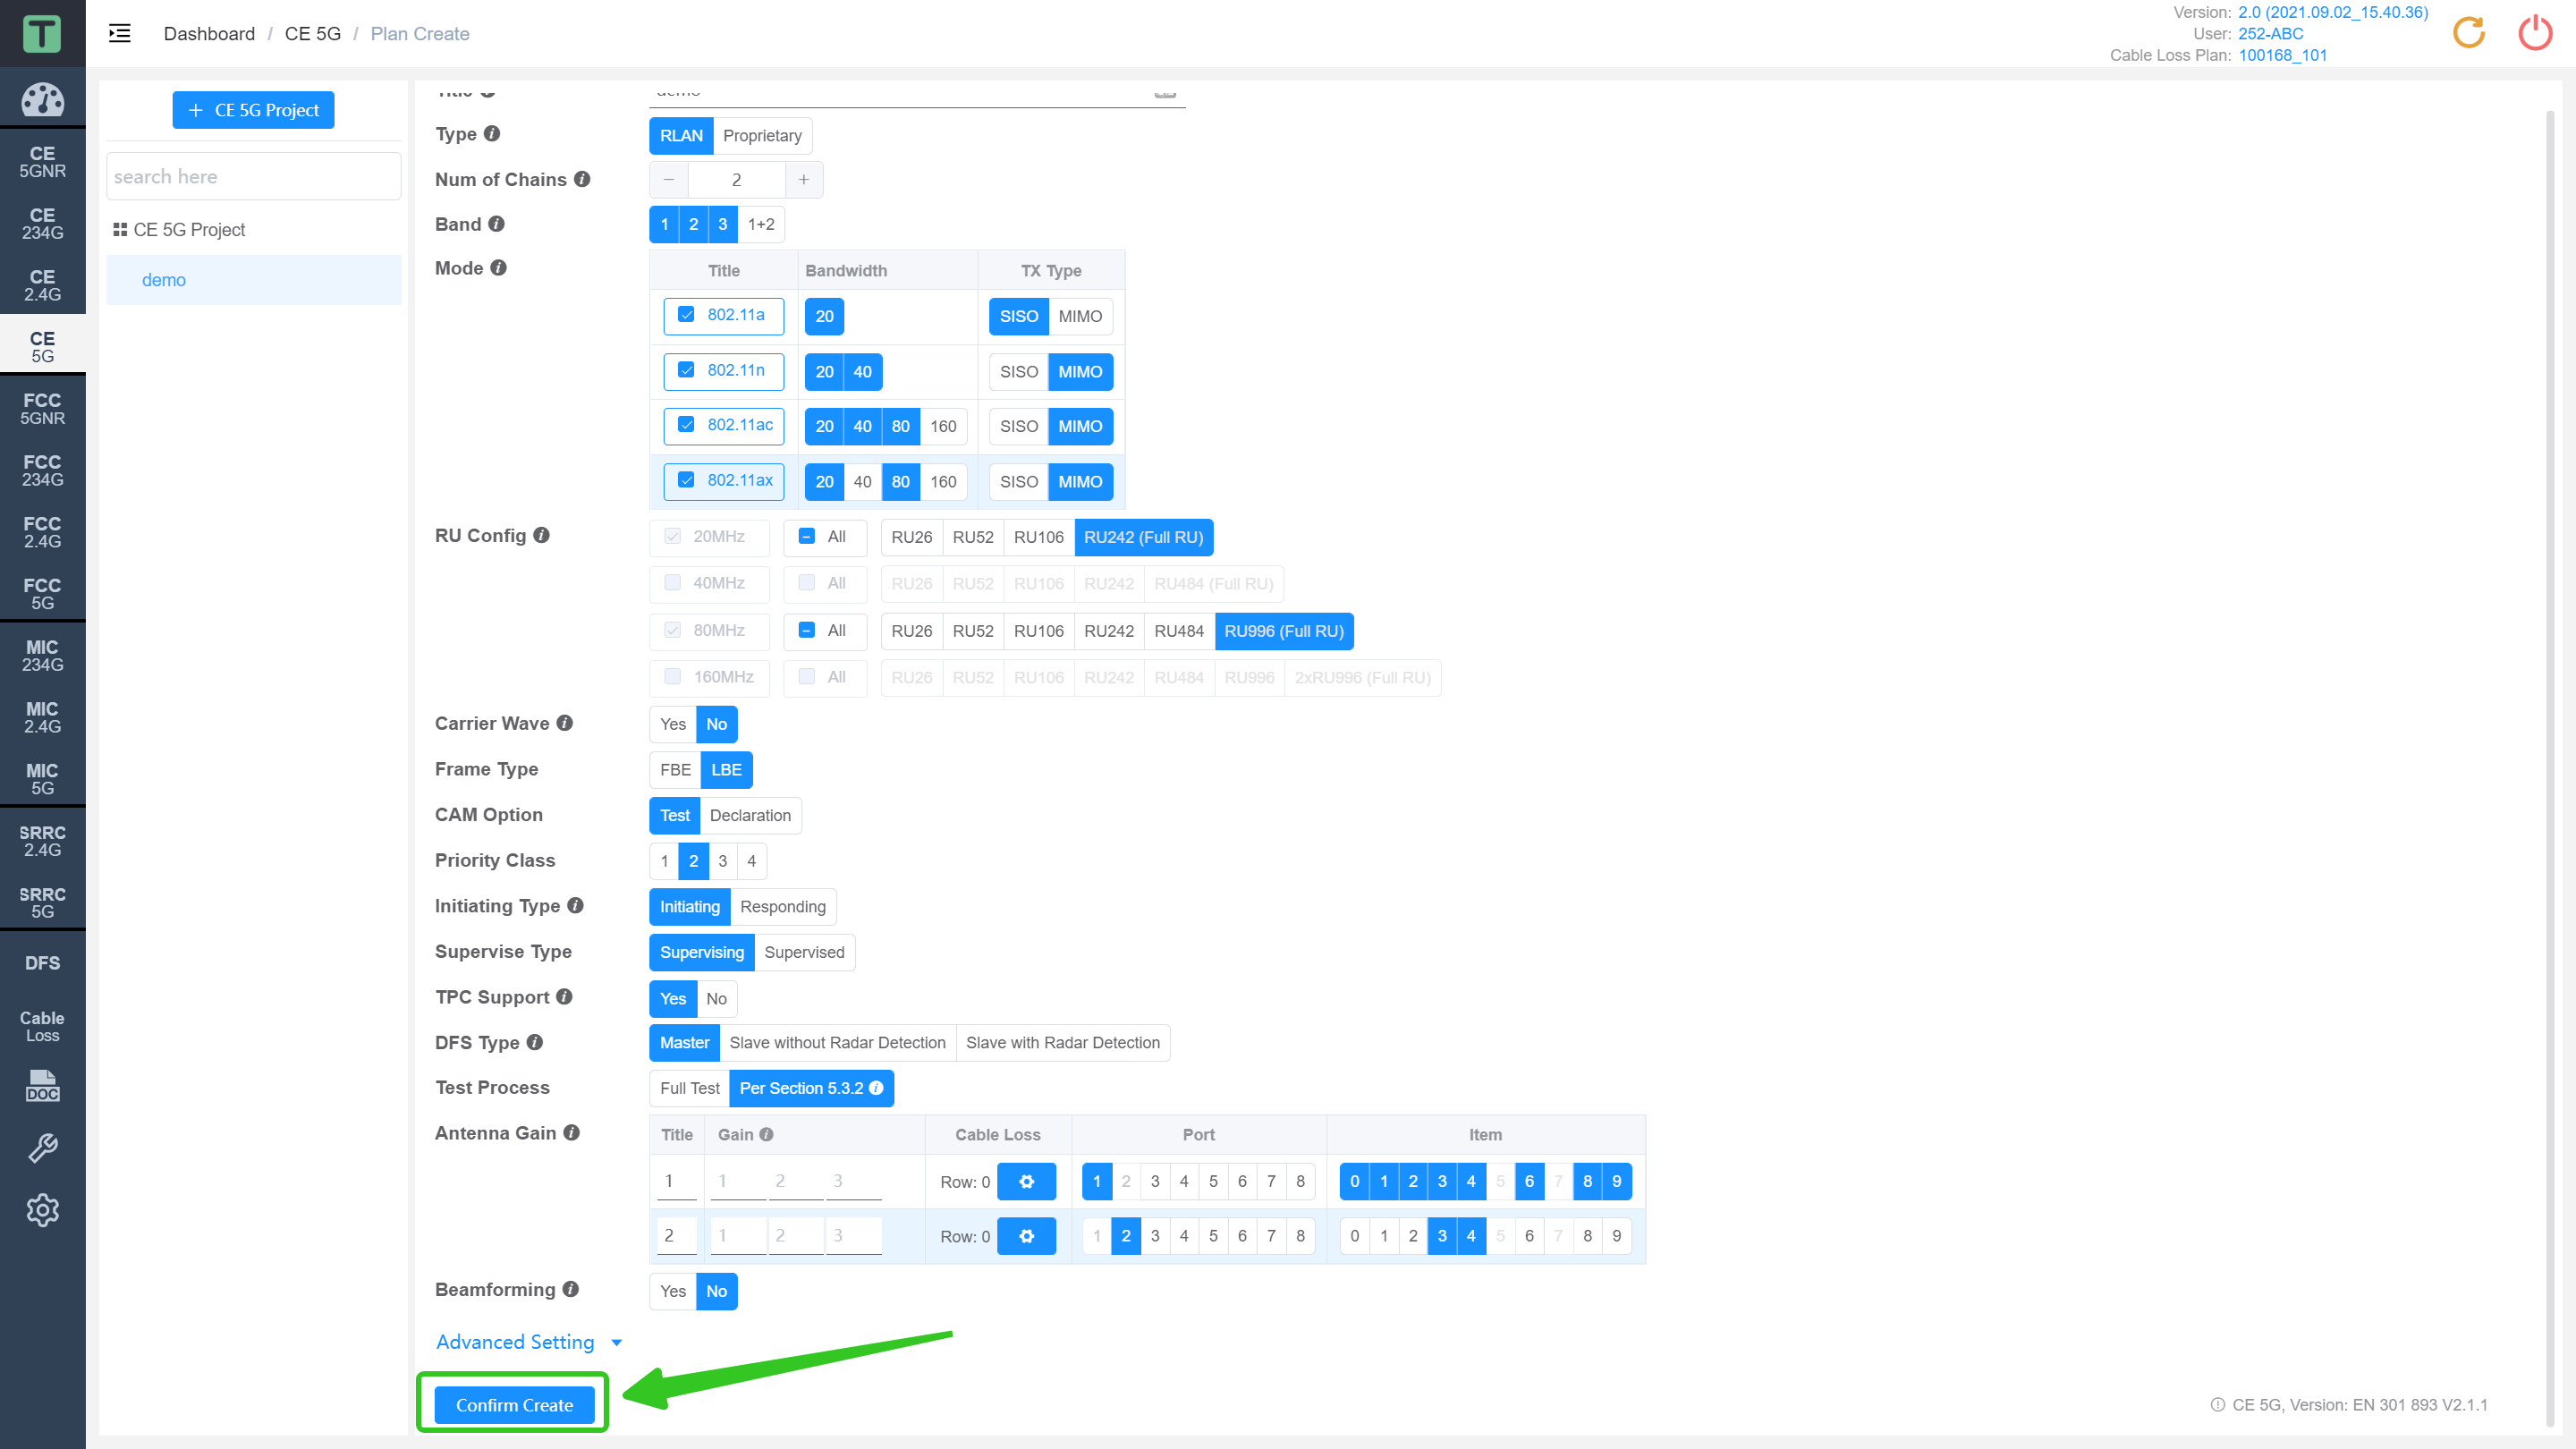 T
Dashboard / CE 5G / Plan Create
Version: 2.0 (2021.09.02_15.40.36)
User: 252-ABC
Cable Loss Plan: 100168_101
CE
5GNR
CE
234G
CE
2.4G
CE
5G
FCC
5GNR
FCC
234G
FCC
2.4G
FCC
5G
MIC
234G
MIC
2.4G
MIC
5G
SRRC
2.4G
SRRC
5G
DFS
Cable
Loss
DOC
+ CE 5G Project
search here
CE 5G Project
demo
Title demo
Type RLAN Proprietary
Num of Chains − 2 +
Band 1 2 3 1+2
Mode Title Bandwidth TX Type
802.11a 20 SISO MIMO
802.11n 20 40 SISO MIMO
802.11ac 20 40 80 160 SISO MIMO
802.11ax 20 40 80 160 SISO MIMO
RU Config 20MHz All RU26 RU52 RU106 RU242 (Full RU)
40MHz All RU26 RU52 RU106 RU242 RU484 (Full RU)
80MHz All RU26 RU52 RU106 RU242 RU484 RU996 (Full RU)
160MHz All RU26 RU52 RU106 RU242 RU484 RU996 2xRU996 (Full RU)
Carrier Wave Yes No
Frame Type FBE LBE
CAM Option Test Declaration
Priority Class 1 2 3 4
Initiating Type Initiating Responding
Supervise Type Supervising Supervised
TPC Support Yes No
DFS Type Master Slave without Radar Detection Slave with Radar Detection
Test Process Full Test Per Section 5.3.2
Antenna Gain Title Gain Cable Loss Port Item
1 1 2 3 Row: 0 1 2 3 4 5 6 7 8 0 1 2 3 4 5 6 7 8 9
2 1 2 3 Row: 0 1 2 3 4 5 6 7 8 0 1 2 3 4 5 6 7 8 9
Beamforming Yes No
Advanced Setting
Confirm Create
CE 5G, Version: EN 301 893 V2.1.1